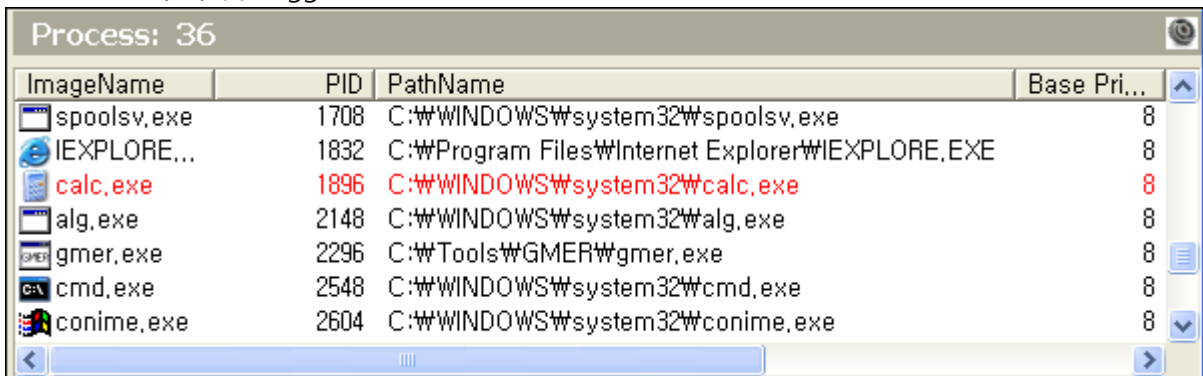 Process: 36
ImageName PID PathName Base Pri...
spoolsv.exe 1708 C:₩WINDOWS₩system32₩spoolsv.exe 8
IEXPLORE... 1832 C:₩Program Files₩Internet Explorer₩IEXPLORE.EXE 8
calc.exe 1896 C:₩WINDOWS₩system32₩calc.exe 8
alg.exe 2148 C:₩WINDOWS₩system32₩alg.exe 8
GMER gmer.exe 2296 C:₩Tools₩GMER₩gmer.exe 8
cmd.exe 2548 C:₩WINDOWS₩system32₩cmd.exe 8
conime.exe 2604 C:₩WINDOWS₩system32₩conime.exe 8